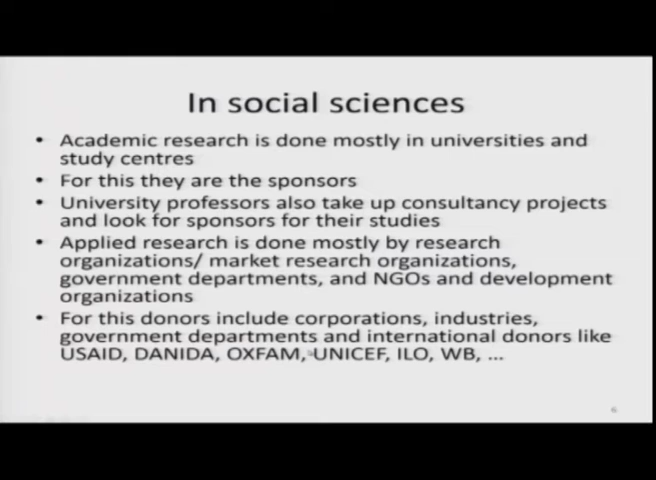 In social sciences
• Academic research is done mostly in universities and
study centres
• For this they are the sponsors
• University professors also take up consultancy projects
and look for sponsors for their studies
• Applied research is done mostly by research
organizations/ market research organizations,
government departments, and NGOs and development
organizations
• For this donors include corporations, industries,
government departments and international donors like
USAID, DANIDA, OXFAM, UNICEF, ILO, WB, ...
6